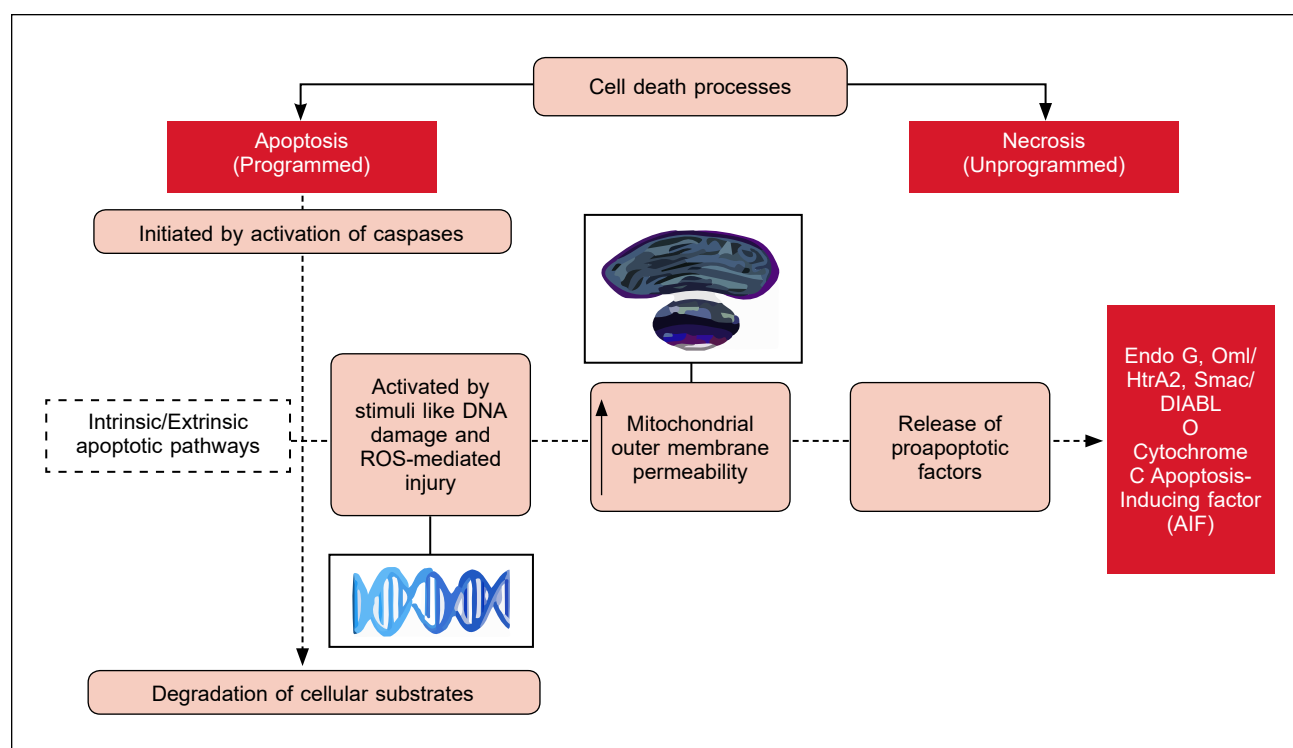 Cell death processes
Apoptosis
(Programmed)
Necrosis
(Unprogrammed)
Initiated by activation of caspases
Intrinsic/Extrinsic
apoptotic pathways
Activated by
stimuli like DNA
damage and
ROS-mediated
injury
Mitochondrial
outer membrane
permeability
Release of
proapoptotic
factors
Endo G, Oml/
HtrA2, Smac/
DIABL
O
Cytochrome
C Apoptosis-
Inducing factor
(AIF)
Degradation of cellular substrates